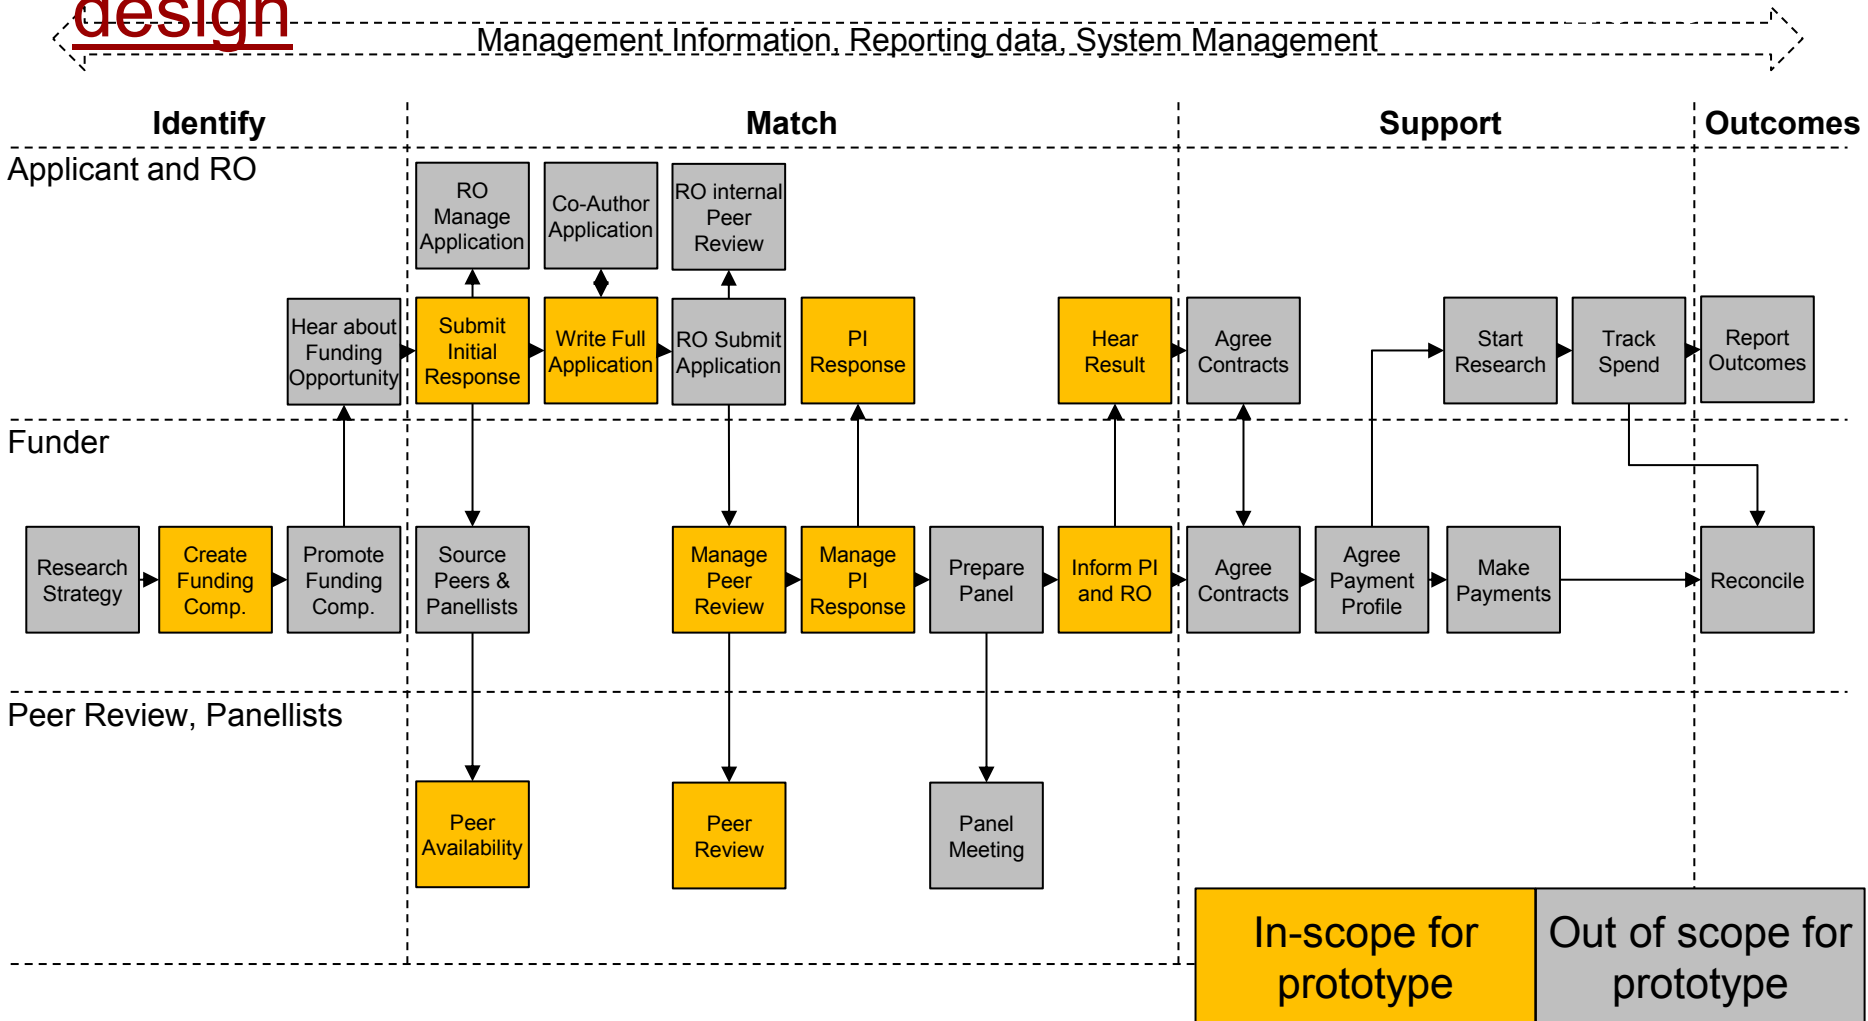 design
Management Information, Reporting data, System Management
Identify
Match
Support
Outcomes
Applicant and RO
RO
Manage
Application
Co-Author
Application
RO internal
Peer
Review
Hear about
Funding
Opportunity
Submit
Initial
Response
Write Full
Application
RO Submit
Application
PI
Response
Hear
Result
Agree
Contracts
Start
Research
Track
Spend
Report
Outcomes
Funder
Research
Strategy
Create
Funding
Comp.
Promote
Funding
Comp.
Source
Peers &
Panellists
Manage
Peer
Review
Manage
PI
Response
Prepare
Panel
Inform PI
and RO
Agree
Contracts
Agree
Payment
Profile
Make
Payments
Reconcile
Peer Review, Panellists
Peer
Availability
Peer
Review
Panel
Meeting
In-scope for
prototype
Out of scope for
prototype